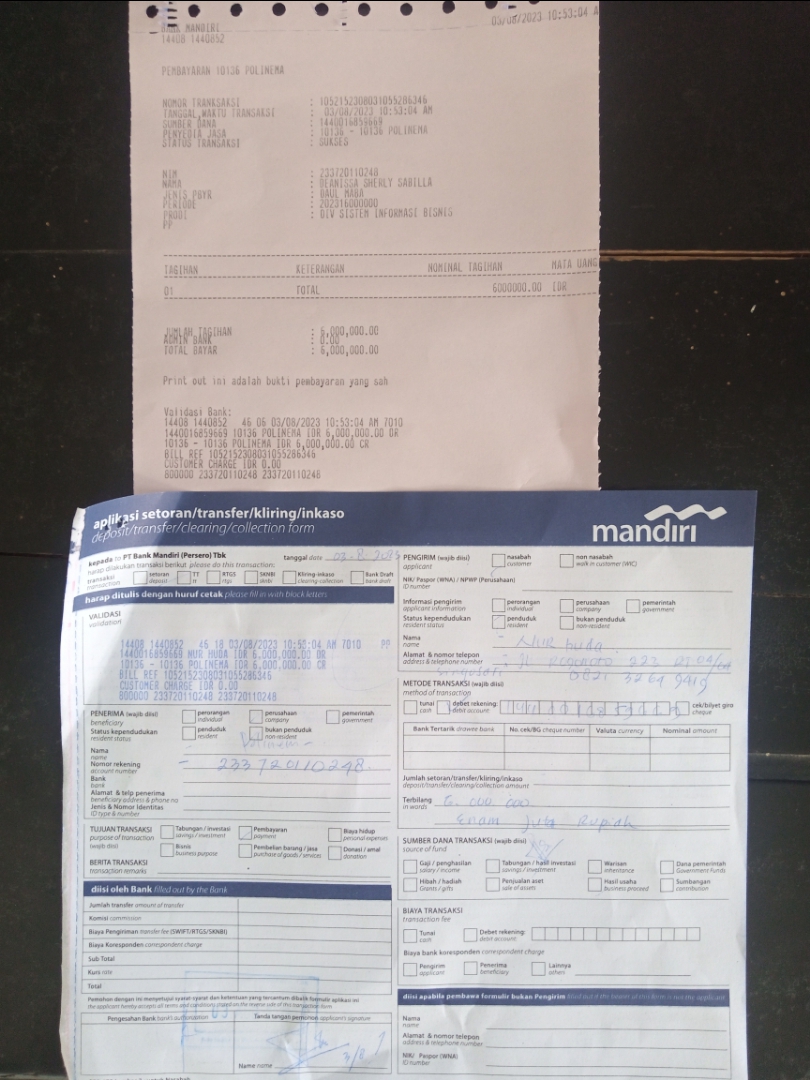 03/08/2023 10:53:04 A
BANK MANDIRI
14408 1440852
PEMBAYARAN 10136 POLINEMA
NOMOR TRANSAKSI : 1052152308031055286346
TANGGAL,WAKTU TRANSAKSI : 03/08/2023 10:53:04 AM
SUMBER DANA : 1440016859669
PENYEDIA JASA : 10136 - 10136 POLINEMA
STATUS TRANSAKSI : SUKSES
NIM : 233720110248
NAMA : DEANISSA SHERLY SABILLA
JENIS PBYR : DAUL MABA
PERIODE : 202316000000
PRODI : DIV SISTEM INFORMASI BISNIS
PP :
TAGIHAN KETERANGAN NOMINAL TAGIHAN MATA UANG
01 TOTAL 6000000.00 IDR
JUMLAH TAGIHAN : 6,000,000.00
ADMIN BANK : 0.00
TOTAL BAYAR : 6,000,000.00
Print out ini adalah bukti pembayaran yang sah
Validasi Bank:
14408 1440852 46 06 03/08/2023 10:53:04 AM 7010
1440016859669 10136 POLINEMA IDR 6,000,000.00 DR
10136 - 10136 POLINEMA IDR 6,000,000.00 CR
BILL REF 1052152308031055286346
CUSTOMER CHARGE IDR 0.00
800000 233720110248 233720110248
aplikasi setoran/transfer/kliring/inkaso
deposit/transfer/clearing/collection form
mandiri
kepada to PT Bank Mandiri (Persero) Tbk tanggal date 03.8.2023
harap dilakukan transaksi berikut please do this transaction:
transaksi transaction setoran deposit TT RTGS SKNBI Kliring-inkaso clearing-collection Bank Draft bank draft
harap ditulis dengan huruf cetak please fill in with block letters
VALIDASI
validation
14408 1440852 46 18 03/08/2023 10:53:04 AM 7010 PP
1440016859669 NUR HUDA IDR 6,000,000.00 DR
10136 - 10136 POLINEMA IDR 6,000,000.00 CR
BILL REF 1052152308031055286346
CUSTOMER CHARGE IDR 0.00
800000 233720110248 233720110248
PENERIMA (wajib diisi)
beneficiary
perorangan individual perusahaan company pemerintah government
Status kependudukan
resident status
penduduk resident bukan penduduk non-resident
Nama
name
Polinema
Nomor rekening
account number
- 233720110248.
Bank
bank
Alamat & telp penerima
beneficiary address & phone no
Jenis & Nomor Identitas
ID type & number
TUJUAN TRANSAKSI
purpose of transaction
(wajib diisi)
Tabungan / investasi savings / investment Pembayaran payment Biaya hidup personal expenses
Bisnis business purpose Pembelian barang / jasa purchase of goods / services Donasi / amal donation
BERITA TRANSAKSI
transaction remarks
diisi oleh Bank filled out by the Bank
Jumlah transfer amount of transfer
Komisi commission
Biaya Pengiriman transfer fee (SWIFT/RTGS/SKNBI)
Biaya Koresponden correspondent charge
Sub Total
Kurs rate
Total
Pemohon dengan ini menyetujui syarat-syarat dan ketentuan yang tercantum dibalik formulir aplikasi ini
the applicant hereby accepts all terms and conditions stated on the reverse side of this transaction form
Pengesahan Bank bank's authorization Tanda tangan pemohon applicant's signature
Nama name
3/8
PENGIRIM (wajib diisi)
applicant
nasabah customer non nasabah walk in customer (WIC)
NIK/ Paspor (WNA) / NPWP (Perusahaan)
ID number
Informasi pengirim
applicant information
perorangan individual perusahaan company pemerintah government
Status kependudukan
resident status
penduduk resident bukan penduduk non-resident
Nama
name
- NUR huda.
Alamat & nomor telepon
address & telephone number
METODE TRANSAKSI (wajib diisi)
method of transaction
tunai cash debet rekening: debit account cek/bilyet giro cheque
Bank Tertarik drawee bank No.cek/BG cheque number Valuta currency Nominal amount
Jumlah setoran/transfer/kliring/inkaso
deposit/transfer/clearing/collection amount
6.000.000
Terbilang
in words
Enam Juta Rupiah
SUMBER DANA TRANSAKSI (wajib diisi)
source of fund
Gaji / penghasilan salary / income Tabungan / hasil investasi savings / investment Warisan inheritance Dana pemerintah Government Funds
Hibah / hadiah Grants / gifts Penjualan aset sale of assets Hasil usaha business proceed Sumbangan contribution
BIAYA TRANSAKSI
transaction fee
Tunai cash Debet rekening: debit account
Biaya bank koresponden correspondent charge
Pengirim applicant Penerima beneficiary Lainnya others
diisi apabila pembawa formulir bukan Pengirim
Nama
name
Alamat & nomor telepon
address & telephone number
NIK/ Paspor (WNA)
ID number